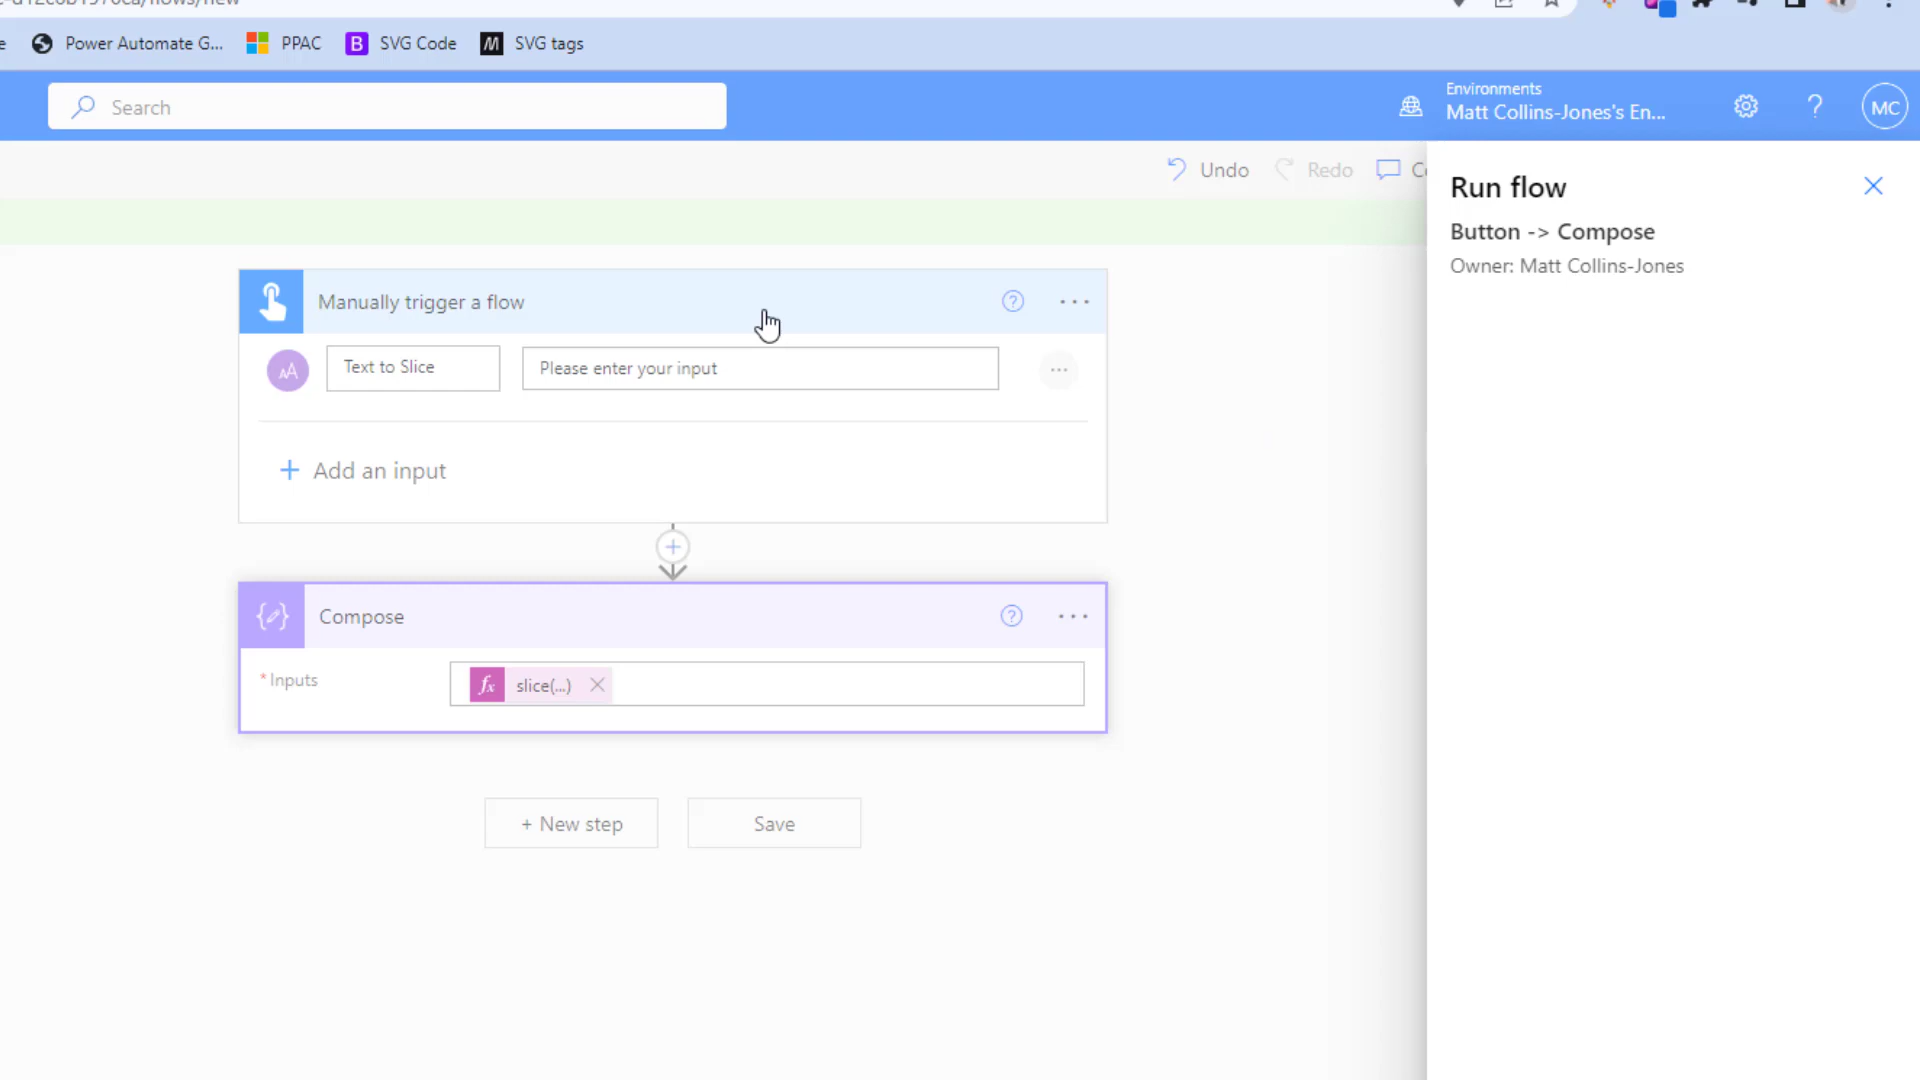 Power Automate G...
PPAC
B
SVG Code
M
SVG tags
Search
Environments
Matt Collins-Jones's En...
?
MC
Undo
Redo
Run flow
Button -> Compose
Owner: Matt Collins-Jones
Manually trigger a flow
?
...
AA
Text to Slice
Please enter your input
...
+ Add an input
{ }
Compose
?
...
* Inputs
fx slice(...)
+ New step
Save